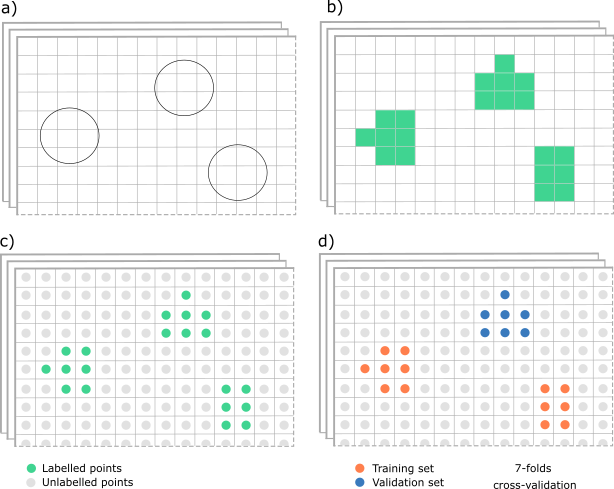 a)
b)
c)
d)
Labelled points
Unlabelled points
Training set
Validation set
7-folds
cross-validation